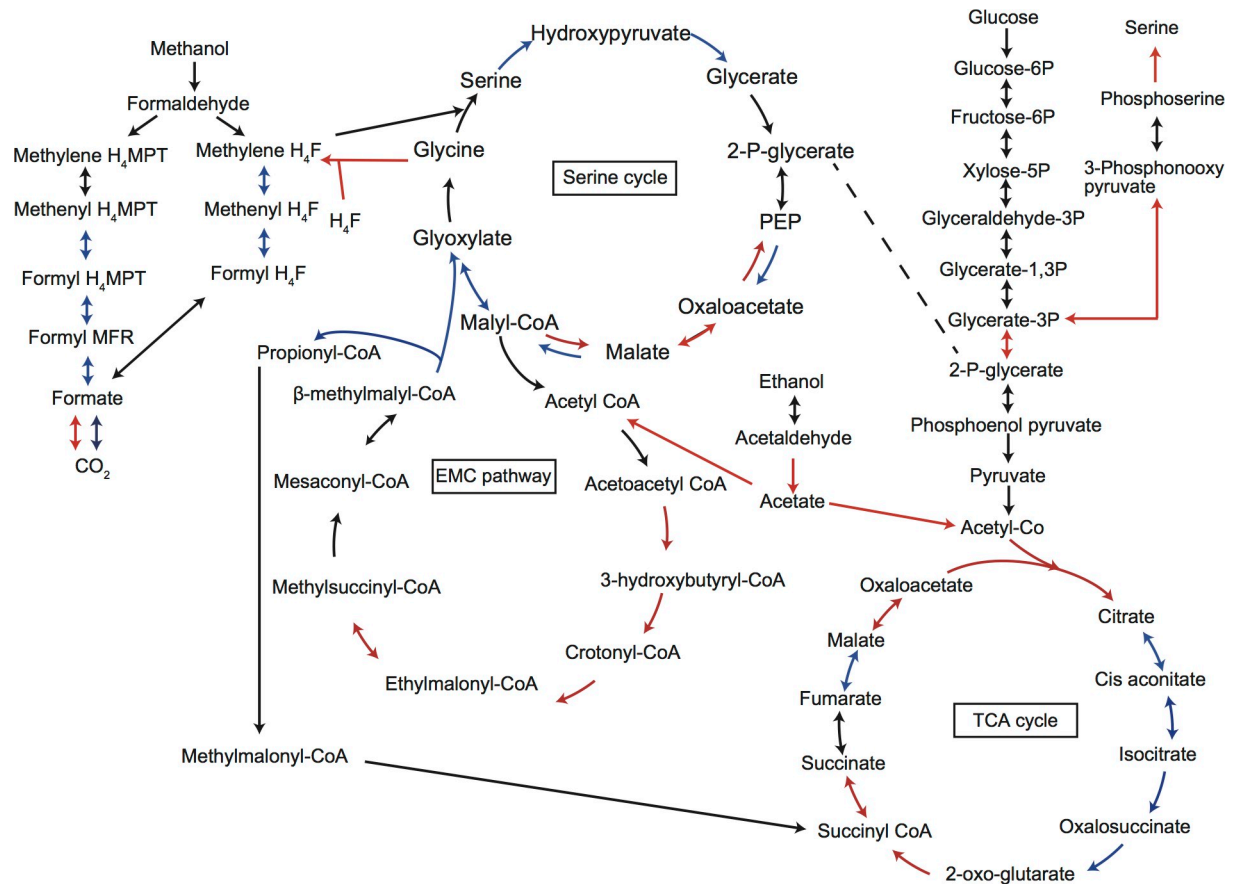 Methanol
Formaldehyde
Methylene H₄MPT
Methenyl H₄MPT
Formyl H₄MPT
Formyl MFR
Formate
CO₂
Methylene H₄F
Methenyl H₄F
Formyl H₄F
H₄F
Serine cycle
Serine
Hydroxypyruvate
Glycerate
2-P-glycerate
PEP
Oxaloacetate
Malate
Malyl-CoA
Glyoxylate
Glycine
EMC pathway
Acetyl CoA
Acetoacetyl CoA
3-hydroxybutyryl-CoA
Crotonyl-CoA
Ethylmalonyl-CoA
Methylsuccinyl-CoA
Mesaconyl-CoA
β-methylmalyl-CoA
Propionyl-CoA
Methylmalonyl-CoA
Ethanol
Acetaldehyde
Acetate
Glucose
Glucose-6P
Fructose-6P
Xylose-5P
Glyceraldehyde-3P
Glycerate-1,3P
Glycerate-3P
2-P-glycerate
Phosphoenol pyruvate
Pyruvate
Acetyl-Co
Serine
Phosphoserine
3-Phosphonooxy
pyruvate
TCA cycle
Oxaloacetate
Citrate
Cis aconitate
Isocitrate
Oxalosuccinate
2-oxo-glutarate
Succinyl CoA
Succinate
Fumarate
Malate